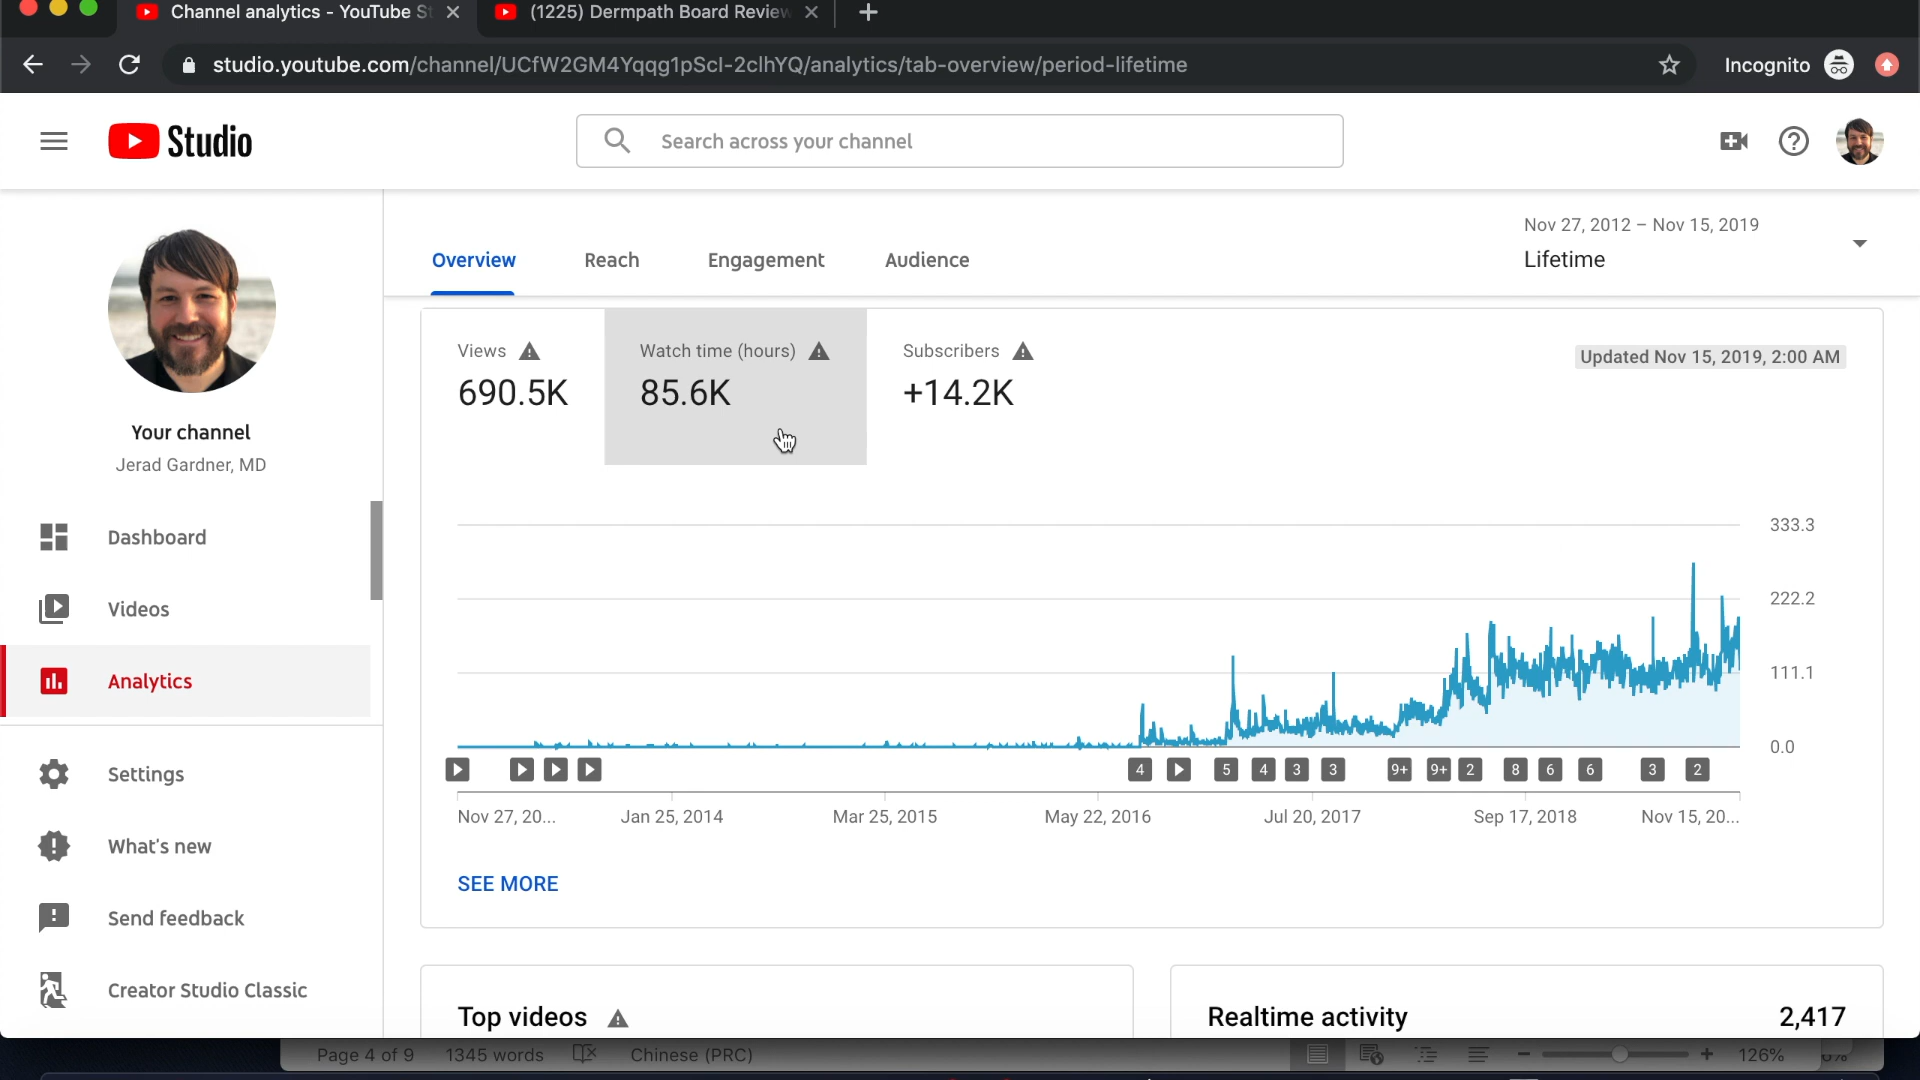 Channel analytics - YouTube St
(1225) Dermpath Board Review
studio.youtube.com/channel/UCfW2GM4Yqqg1pScI-2clhYQ/analytics/tab-overview/period-lifetime
Incognito
Studio
Search across your channel
Your channel
Jerad Gardner, MD
Dashboard
Videos
Analytics
Settings
What's new
Send feedback
Creator Studio Classic
Overview Reach Engagement Audience
Nov 27, 2012 – Nov 15, 2019
Lifetime
Views Watch time (hours) Subscribers
690.5K 85.6K +14.2K
Updated Nov 15, 2019, 2:00 AM
333.3
222.2
111.1
0.0
4 5 4 3 3 9+ 9+ 2 8 6 6 3 2
Nov 27, 20... Jan 25, 2014 Mar 25, 2015 May 22, 2016 Jul 20, 2017 Sep 17, 2018 Nov 15, 20...
SEE MORE
Top videos
Realtime activity 2,417
Page 4 of 9 1345 words Chinese (PRC) 126%